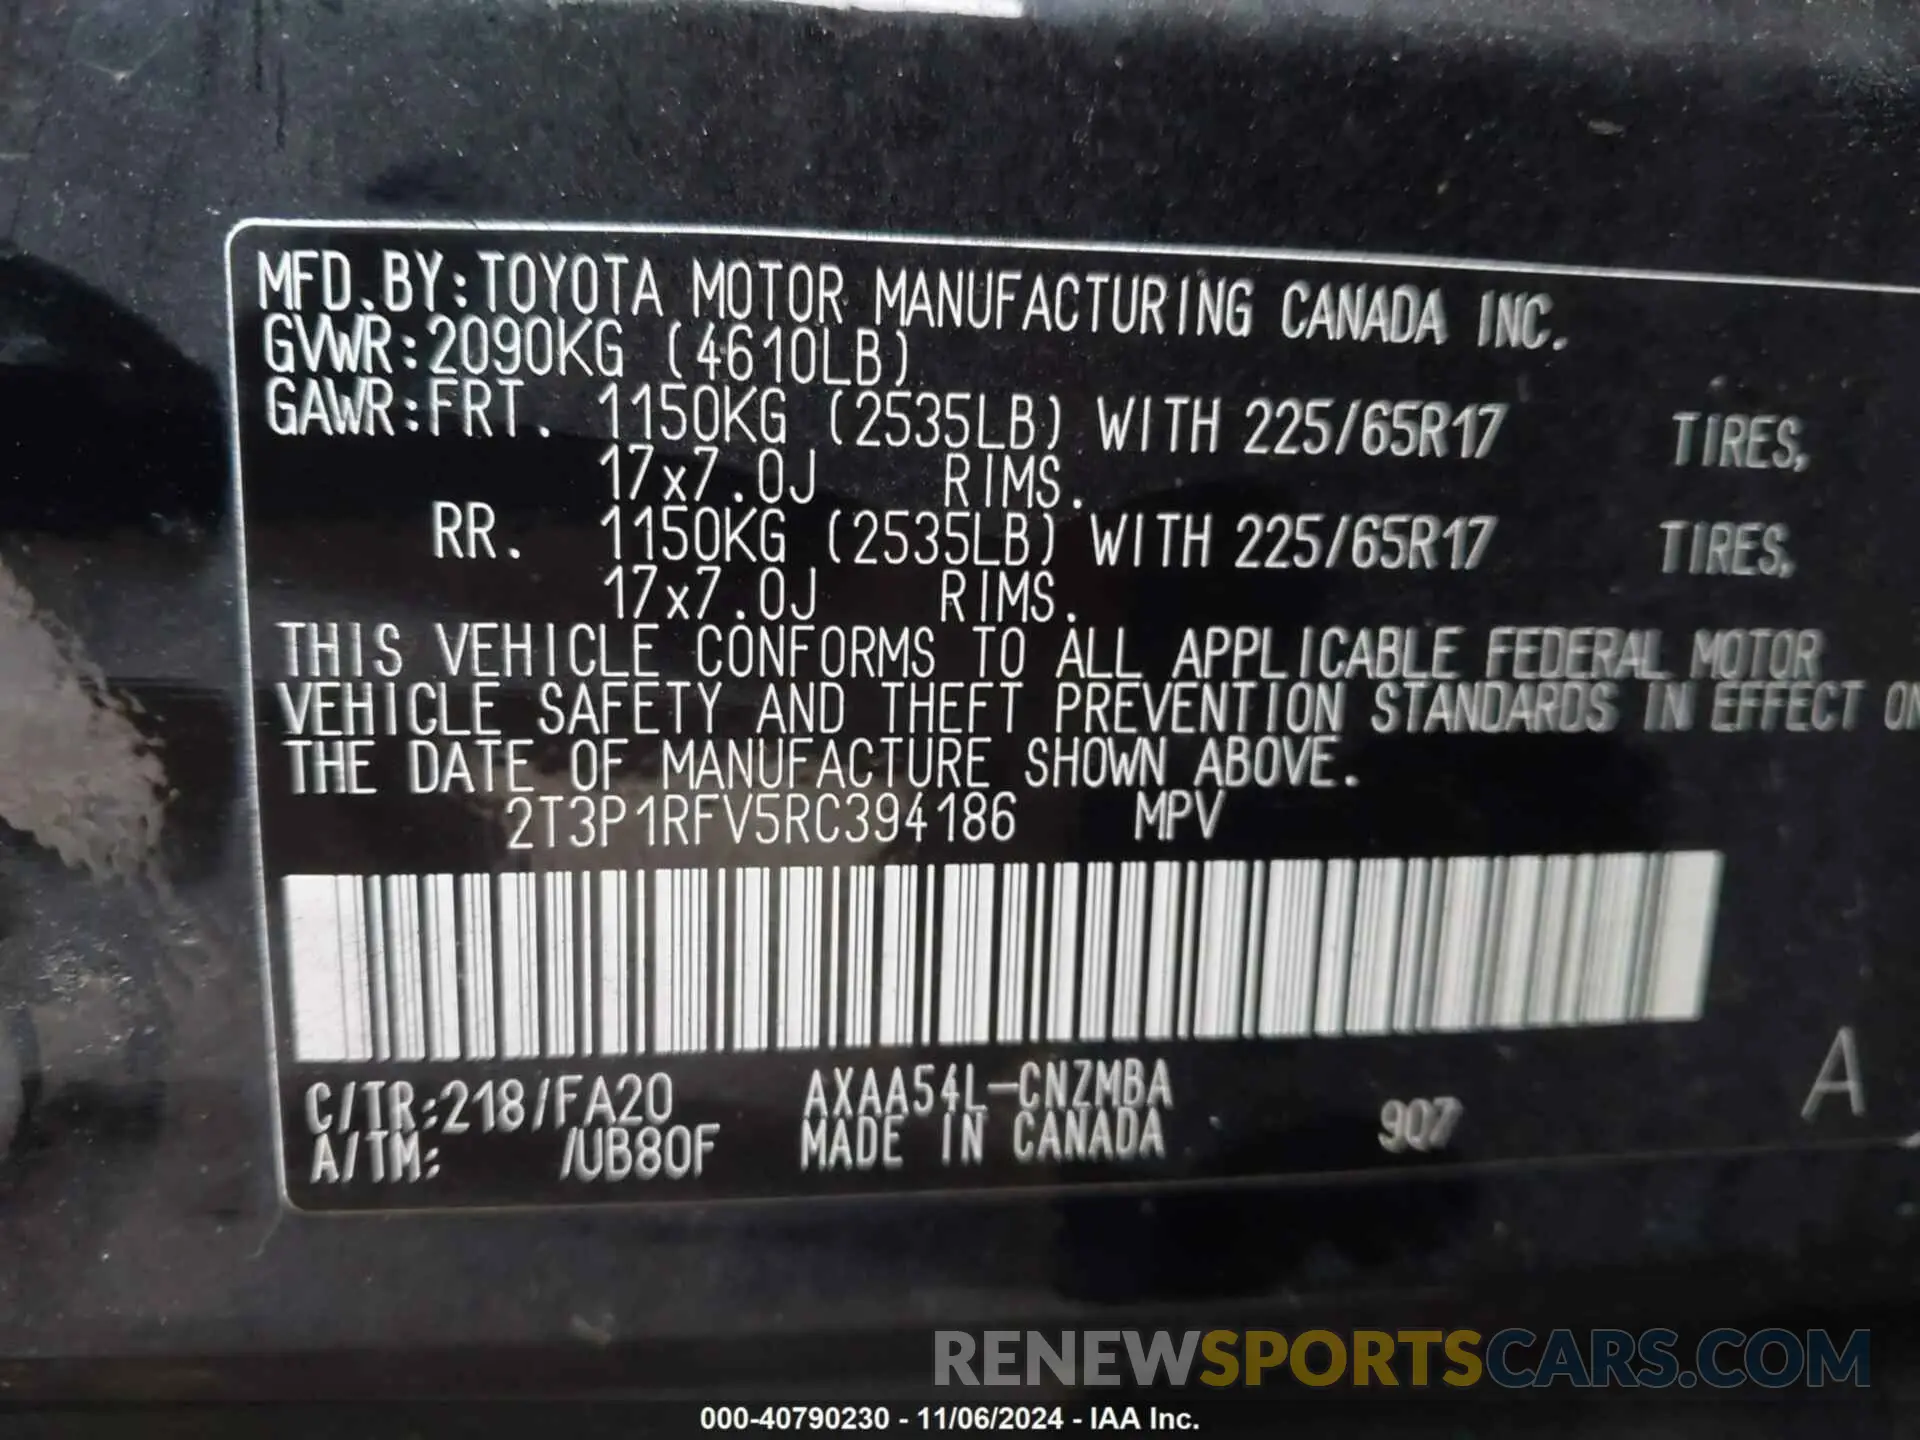 MFD.BY:TOYOTA MOTOR MANUFACTURING CANADA INC.
GVWR:2090KG (4610LB)
GAWR:FRT. 1150KG (2535LB) WITH 225/65R17 TIRES,
17x7.0J RIMS.
RR. 1150KG (2535LB) WITH 225/65R17 TIRES,
17x7.0J RIMS.
THIS VEHICLE CONFORMS TO ALL APPLICABLE FEDERAL MOTOR
VEHICLE SAFETY AND THEFT PREVENTION STANDARDS IN EFFECT ON
THE DATE OF MANUFACTURE SHOWN ABOVE.
2T3P1RFV5RC394186 MPV
C/TR:218/FA20 AXAA54L-CNZMBA
A/TM: /UB80F MADE IN CANADA 907 A
RENEWSPORTSCARS.COM
000-40790230 - 11/06/2024 - IAA Inc.